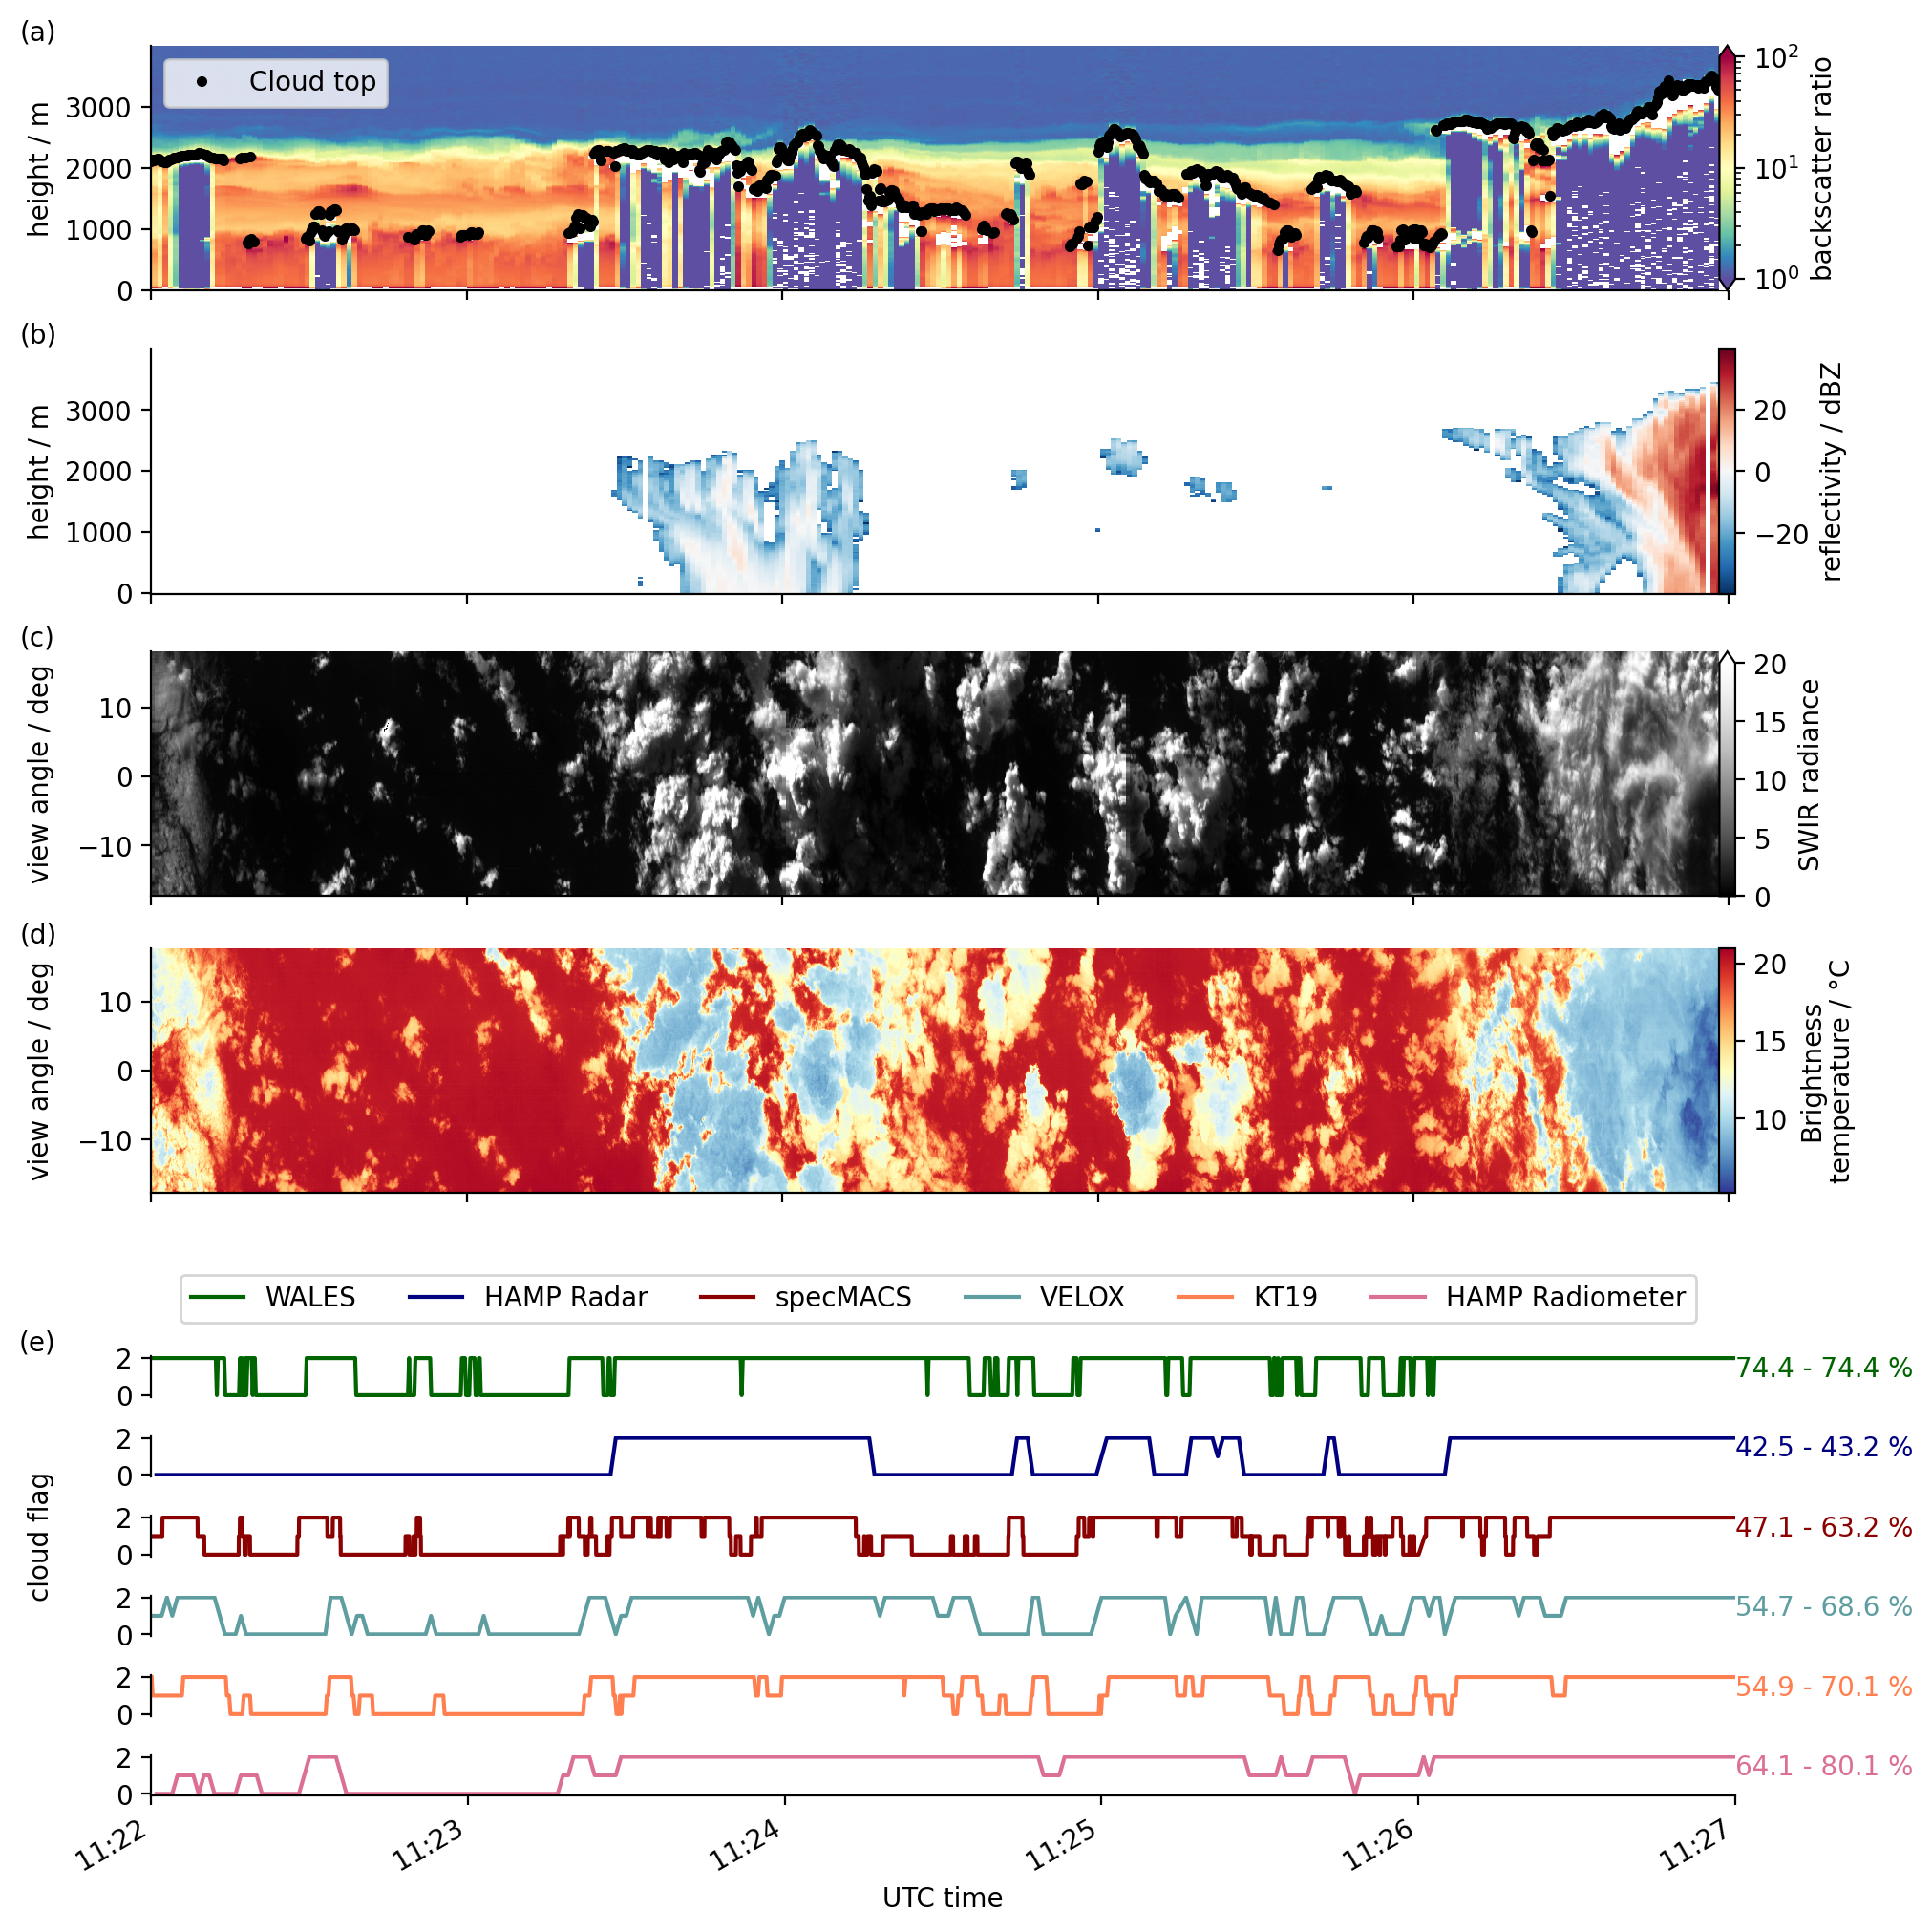 (a)
Cloud top
height / m
3000
2000
1000
0
10²
10¹
10⁰
backscatter ratio
(b)
height / m
3000
2000
1000
0
20
0
−20
reflectivity / dBZ
(c)
view angle / deg
10
0
−10
20
15
10
5
0
SWIR radiance
(d)
view angle / deg
10
0
−10
20
15
10
Brightness
temperature / °C
WALES HAMP Radar specMACS VELOX KT19 HAMP Radiometer
(e)
cloud flag
2
0
74.4 - 74.4 %
2
0
42.5 - 43.2 %
2
0
47.1 - 63.2 %
2
0
54.7 - 68.6 %
2
0
54.9 - 70.1 %
2
0
64.1 - 80.1 %
11:22 11:23 11:24 11:25 11:26 11:27
UTC time